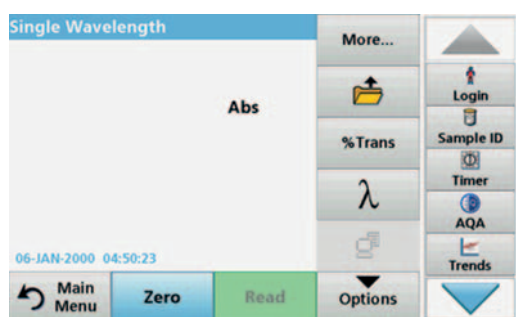 Single Wavelength
Abs
06-JAN-2000 04:50:23
Main
Menu
Zero
Read
More...
%Trans
λ
Options
Login
Sample ID
Timer
AQA
Trends